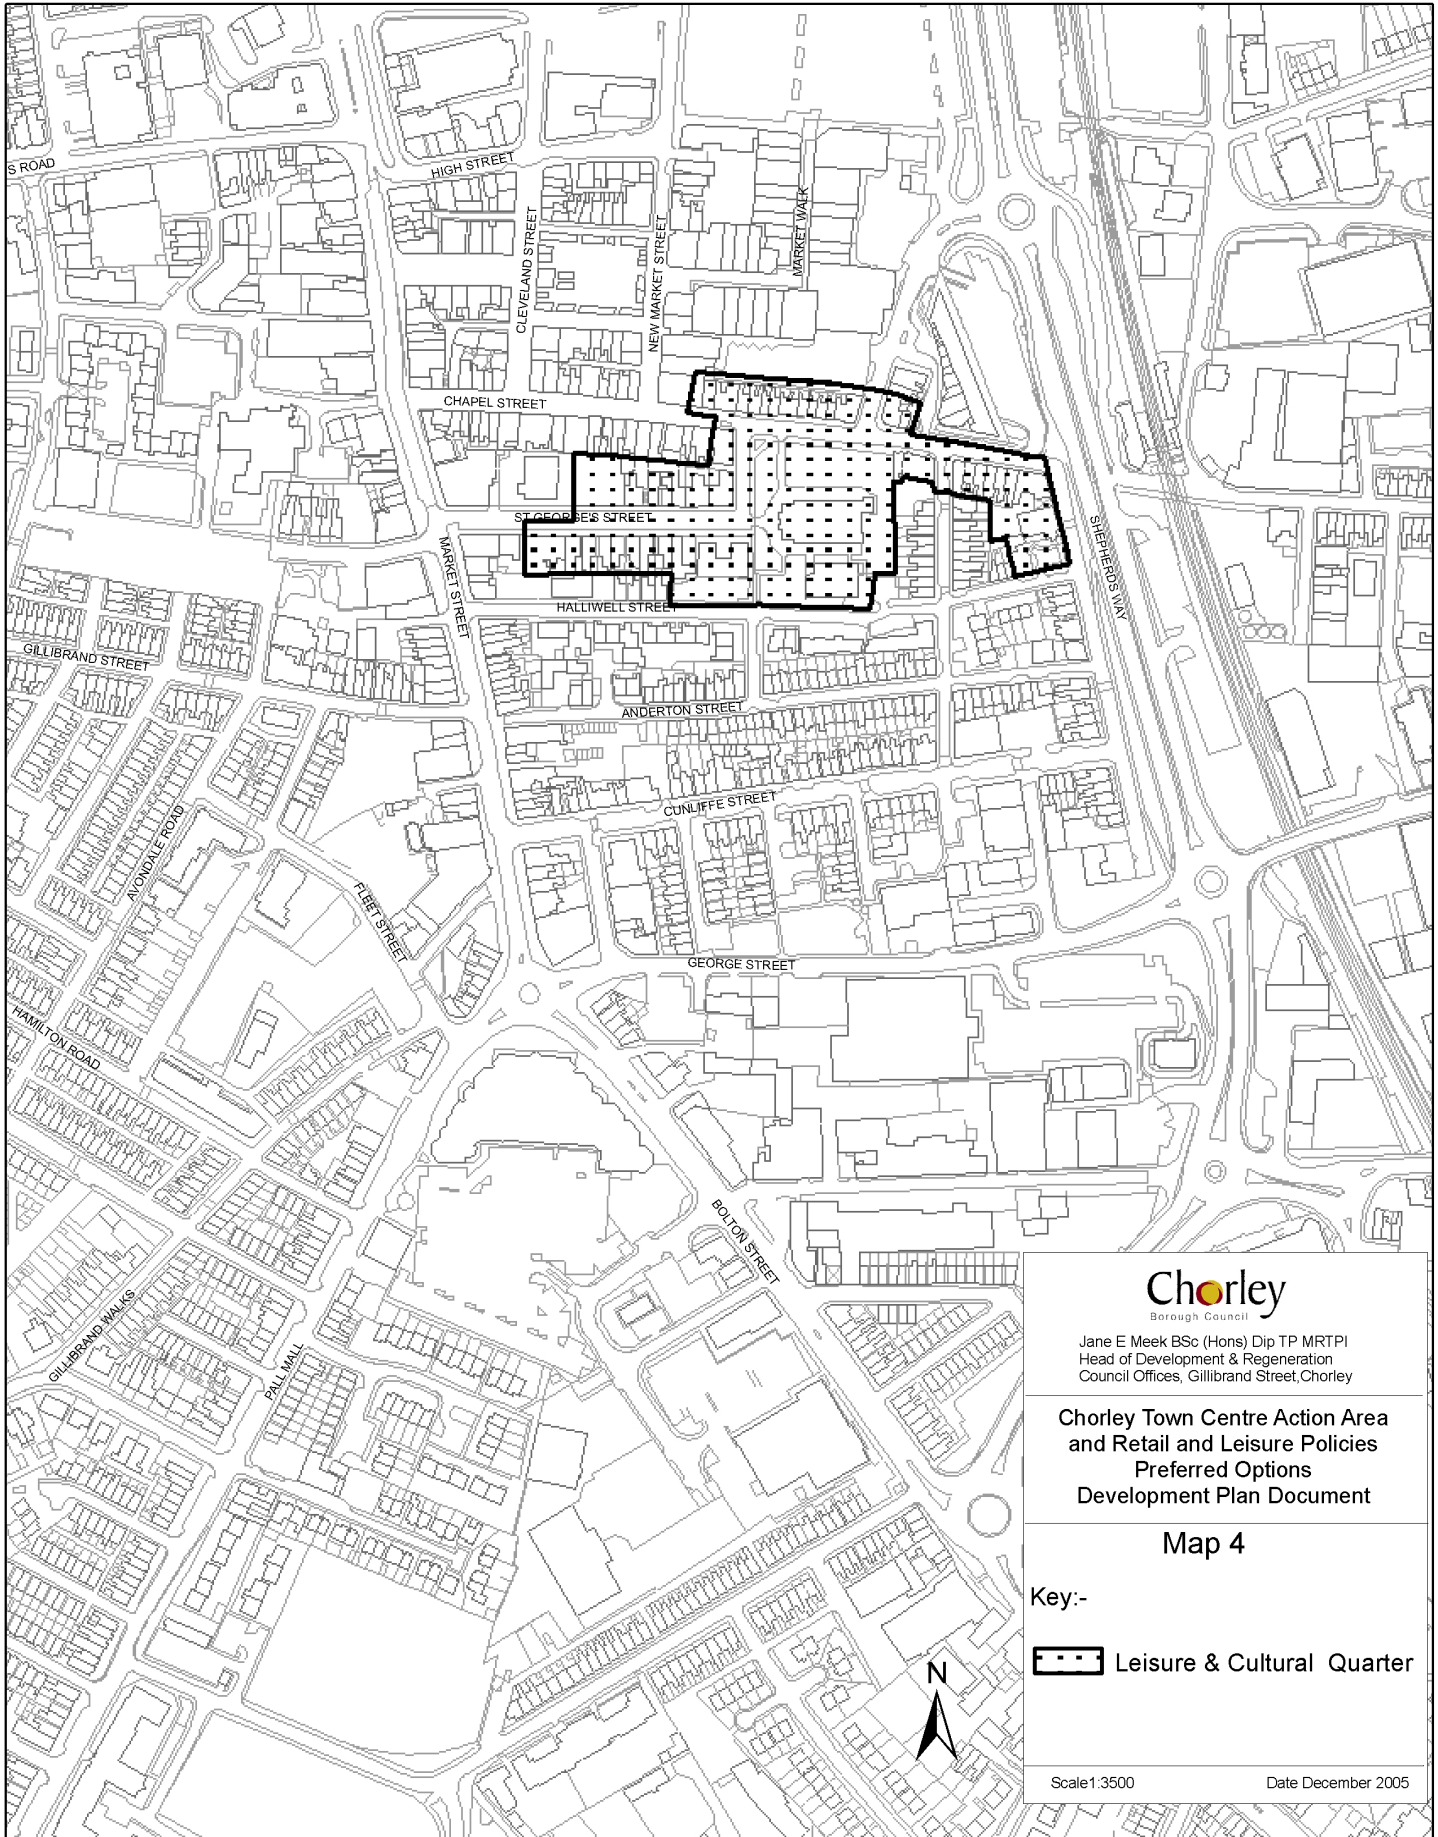 S ROAD
HIGH STREET
MARKET WALK
CLEVELAND STREET
NEW MARKET STREET
CHAPEL STREET
ST GEORGE'S STREET
MARKET STREET
SHEPHERDS WAY
HALLIWELL STREET
GILLIBRAND STREET
ANDERTON STREET
CUNLIFFE STREET
AVONDALE ROAD
FLEET STREET
GEORGE STREET
HAMILTON ROAD
BOLTON STREET
GILLIBRAND WALKS
PALL MALL
N
Chorley
Borough Council
Jane E Meek BSc (Hons) Dip TP MRTPI
Head of Development & Regeneration
Council Offices, Gillibrand Street,Chorley
Chorley Town Centre Action Area
and Retail and Leisure Policies
Preferred Options
Development Plan Document
Map 4
Key:-
Leisure & Cultural Quarter
Scale1:3500
Date December 2005